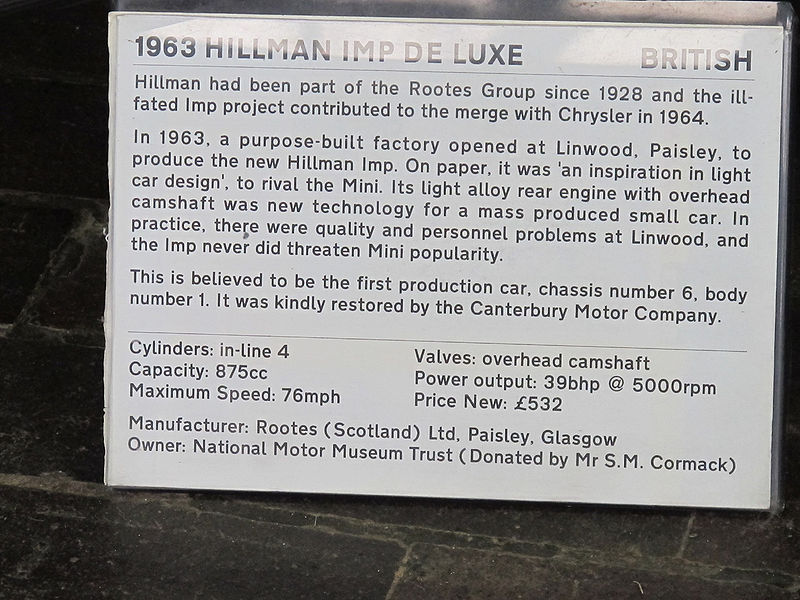 1963 HILLMAN IMP DE LUXE BRITISH
Hillman had been part of the Rootes Group since 1928 and the ill-
fated Imp project contributed to the merge with Chrysler in 1964.
In 1963, a purpose-built factory opened at Linwood, Paisley, to
produce the new Hillman Imp. On paper, it was 'an inspiration in light
car design', to rival the Mini. Its light alloy rear engine with overhead
camshaft was new technology for a mass produced small car. In
practice, there were quality and personnel problems at Linwood, and
the Imp never did threaten Mini popularity.
This is believed to be the first production car, chassis number 6, body
number 1. It was kindly restored by the Canterbury Motor Company.
Cylinders: in-line 4
Capacity: 875cc
Maximum Speed: 76mph
Valves: overhead camshaft
Power output: 39bhp @ 5000rpm
Price New: £532
Manufacturer: Rootes (Scotland) Ltd, Paisley, Glasgow
Owner: National Motor Museum Trust (Donated by Mr S.M. Cormack)